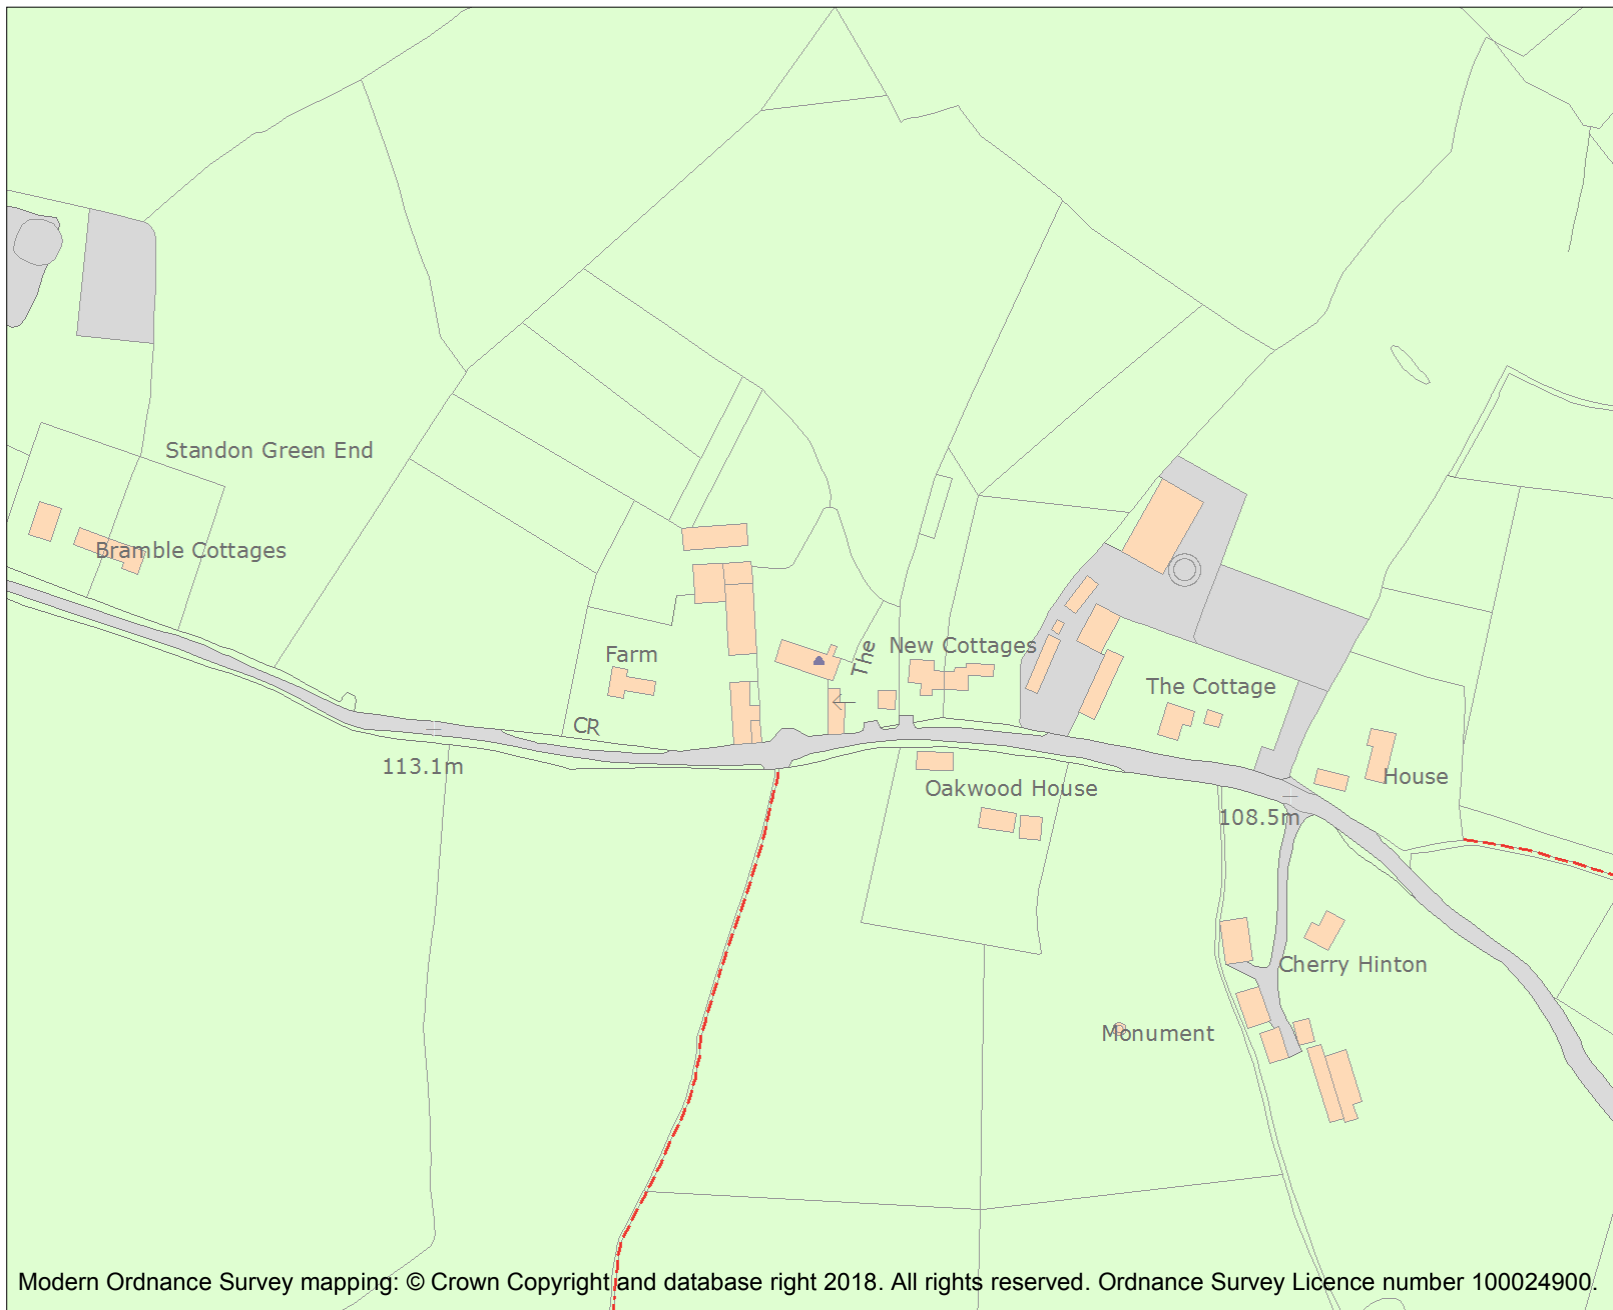 Standon Green End
Bramble Cottages
Farm
The
New Cottages
The Cottage
CR
113.1m
Oakwood House
House
108.5m
Cherry Hinton
Monument
Modern Ordnance Survey mapping: © Crown Copyright and database right 2018. All rights reserved. Ordnance Survey Licence number 100024900.